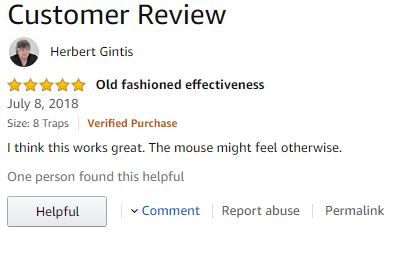 Customer Review
Herbert Gintis
Old fashioned effectiveness
July 8, 2018
Size: 8 Traps Verified Purchase
I think this works great. The mouse might feel otherwise.
One person found this helpful
Helpful Comment Report abuse Permalink